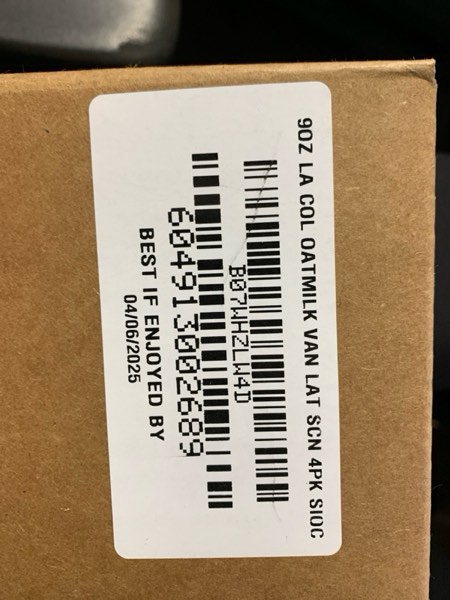 9OZ LA COL OATMILK VAN LAT SCN 4PK SIOC
B07WHZLW4D
604913002689
BEST IF ENJOYED BY
04/06/2025